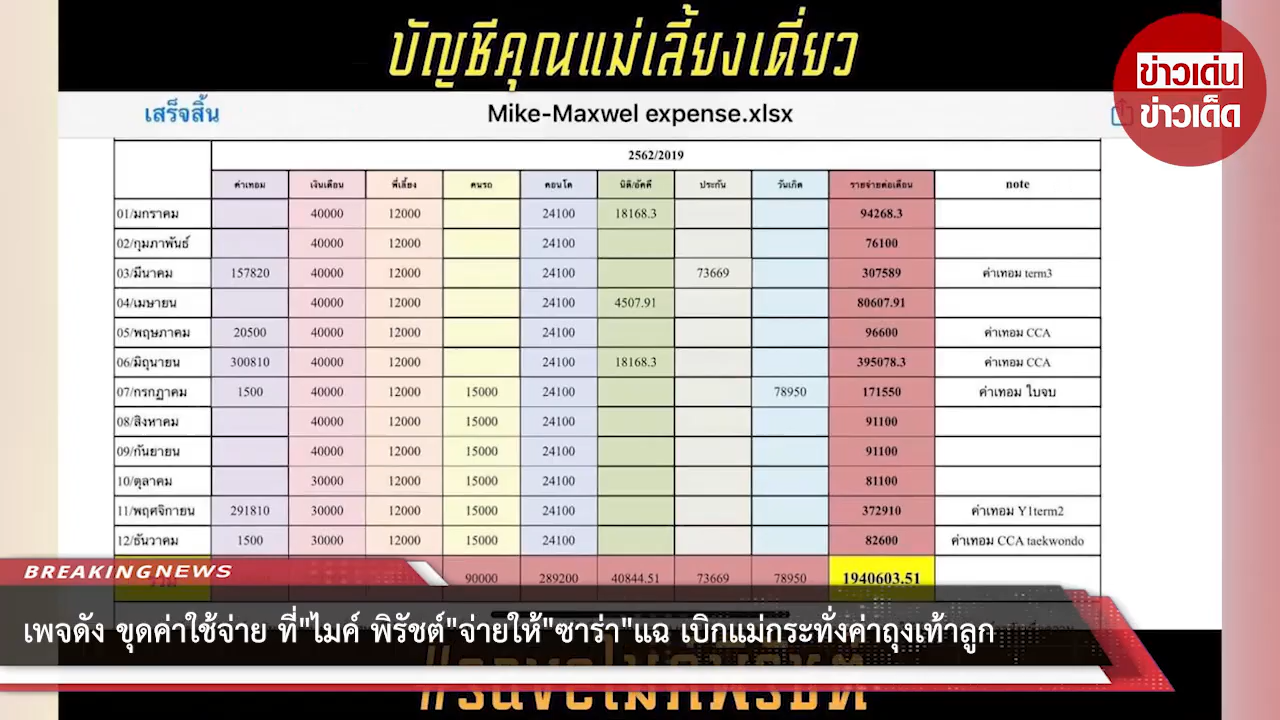 บัญชีคุณแม่เลี้ยงเดี่ยว
ข่าวเด่น
ข่าวเด็ด
เสร็จสิ้น Mike-Maxwel expense.xlsx
2562/2019
ค่าเทอม เงินเดือน พี่เลี้ยง คนรถ คอนโด นิติ/อัคคี ประกัน วันเกิด รายจ่ายต่อเดือน note
01/มกราคม 40000 12000 24100 18168.3 94268.3
02/กุมภาพันธ์ 40000 12000 24100 76100
03/มีนาคม 157820 40000 12000 24100 73669 307589 ค่าเทอม term3
04/เมษายน 40000 12000 24100 4507.91 80607.91
05/พฤษภาคม 20500 40000 12000 24100 96600 ค่าเทอม CCA
06/มิถุนายน 300810 40000 12000 24100 18168.3 395078.3 ค่าเทอม CCA
07/กรกฎาคม 1500 40000 12000 15000 24100 78950 171550 ค่าเทอม ใบจบ
08/สิงหาคม 40000 12000 15000 24100 91100
09/กันยายน 40000 12000 15000 24100 91100
10/ตุลาคม 30000 12000 15000 24100 81100
11/พฤศจิกายน 291810 30000 12000 15000 24100 372910 ค่าเทอม Y1term2
12/ธันวาคม 1500 30000 12000 15000 24100 82600 ค่าเทอม CCA taekwondo
90000 289200 40844.51 73669 78950 1940603.51
BREAKINGNEWS
เพจดัง ขุดค่าใช้จ่าย ที่"ไมค์ พิรัชต์"จ่ายให้"ซาร่า"แฉ เบิกแม่กระทั่งค่าถุงเท้าลูก
#saveไมค์พิรัชต์